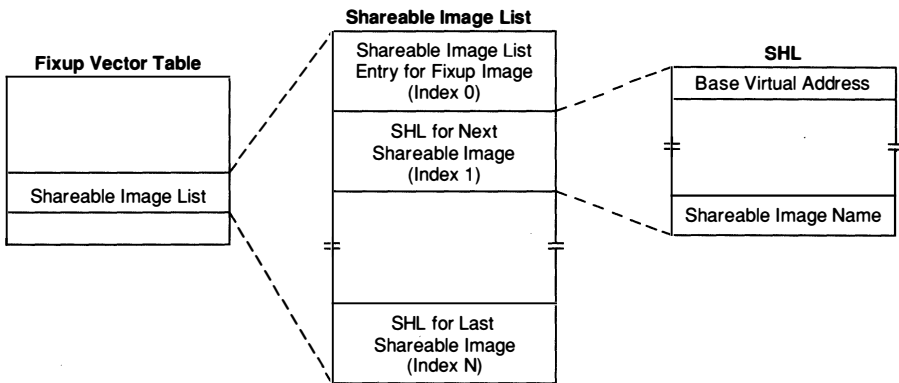 Fixup Vector Table
Shareable Image List
Shareable Image List
Shareable Image List
Entry for Fixup Image
(Index 0)
SHL for Next
Shareable Image
(Index 1)
SHL for Last
Shareable Image
(Index N)
SHL
Base Virtual Address
Shareable Image Name